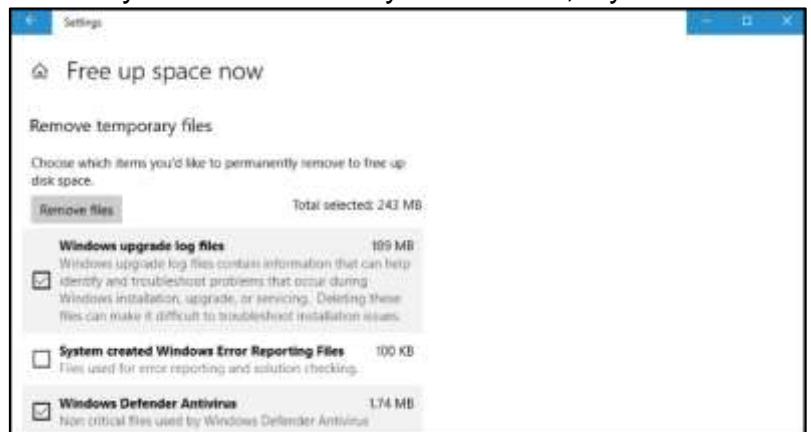 Settings
Free up space now
Remove temporary files
Choose which items you'd like to permanently remove to free up
disk space.
Remove files Total selected: 243 MB
Windows upgrade log files 189 MB
Windows upgrade log files contain information that can help
identify and troubleshoot problems that occur during
Windows installation, upgrade, or servicing. Deleting these
files can make it difficult to troubleshoot installation issues.
System created Windows Error Reporting Files 100 KB
Files used for error reporting and solution checking.
Windows Defender Antivirus 1.74 MB
Non critical files used by Windows Defender Antivirus